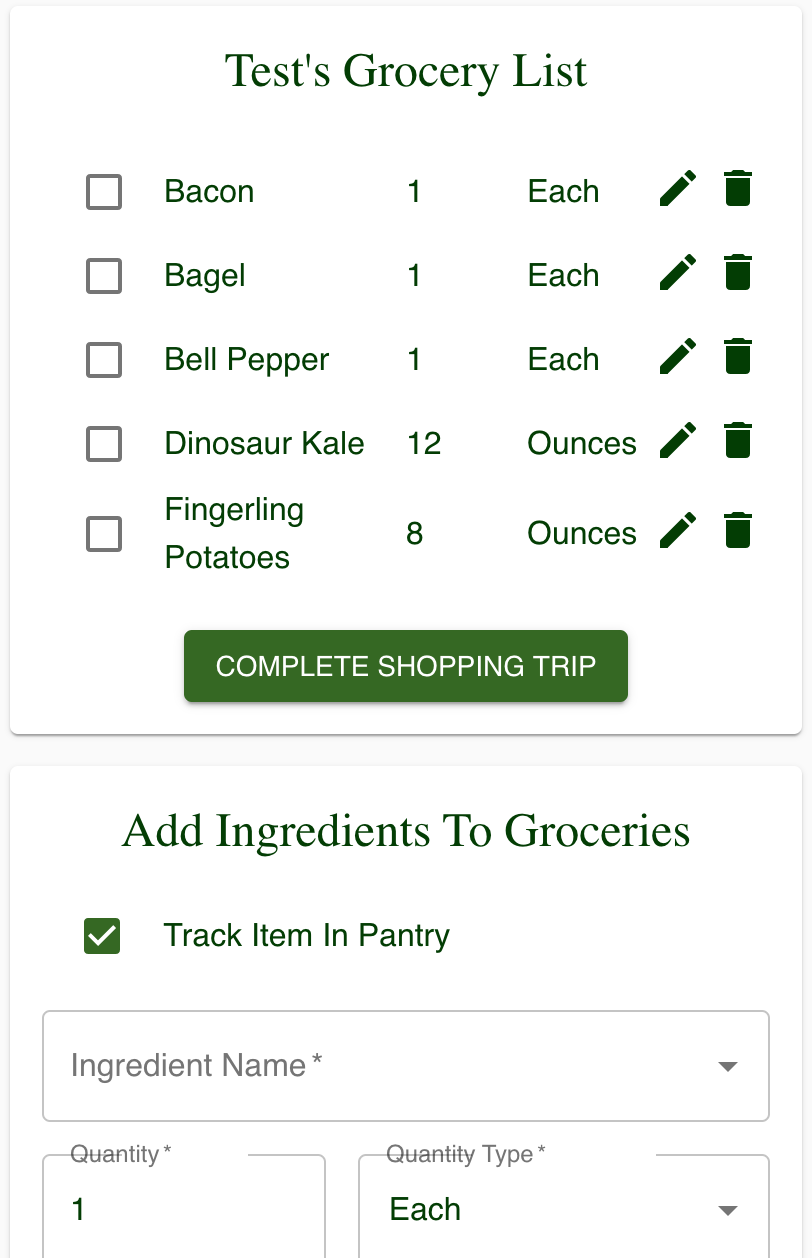 Test's Grocery List
Bacon 1 Each
Bagel 1 Each
Bell Pepper 1 Each
Dinosaur Kale 12 Ounces
Fingerling Potatoes 8 Ounces
COMPLETE SHOPPING TRIP
Add Ingredients To Groceries
Track Item In Pantry
Ingredient Name *
Quantity * Quantity Type *
1 Each